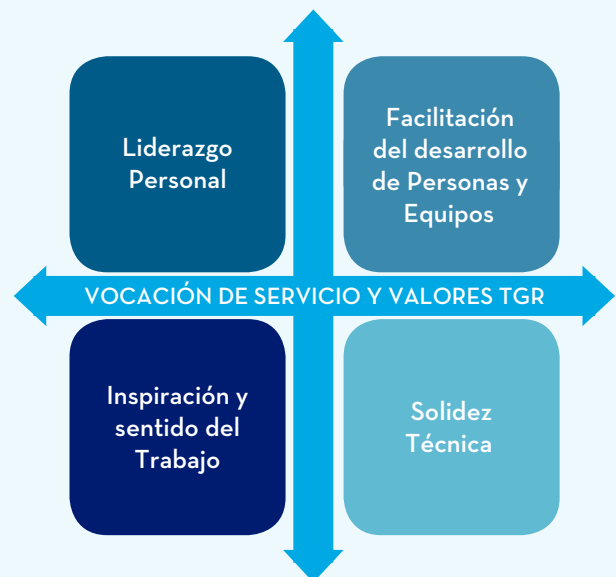 Liderazgo
Personal
Facilitación
del desarrollo
de Personas y
Equipos
VOCACIÓN DE SERVICIO Y VALORES TGR
Inspiración y
sentido del
Trabajo
Solidez
Técnica